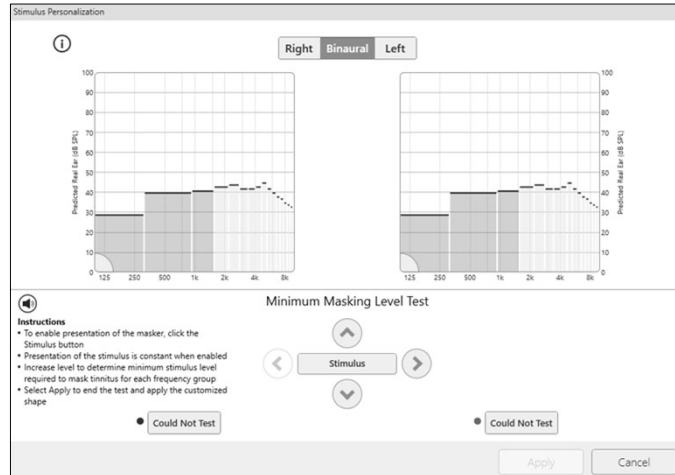 Stimulus Personalization
Right Binaural Left
100
90
80
70
60
50
40
30
20
10
0
Predicted Real Ear (dB SPL)
125 250 500 1k 2k 4k 8k
100
90
80
70
60
50
40
30
20
10
0
Predicted Real Ear (dB SPL)
125 250 500 1k 2k 4k 8k
Minimum Masking Level Test
Instructions
• To enable presentation of the masker, click the
Stimulus button
• Presentation of the stimulus is constant when enabled
• Increase level to determine minimum stimulus level
required to mask tinnitus for each frequency group
• Select Apply to end the test and apply the customized
shape
Stimulus
Could Not Test
Could Not Test
Apply Cancel